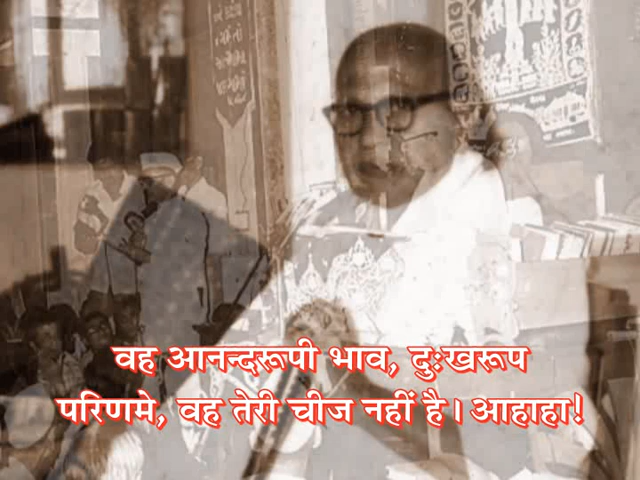 वह आनन्दरूपी भाव, दुःखरूप
परिणमे, वह तेरी चीज नहीं है। आहाहा!